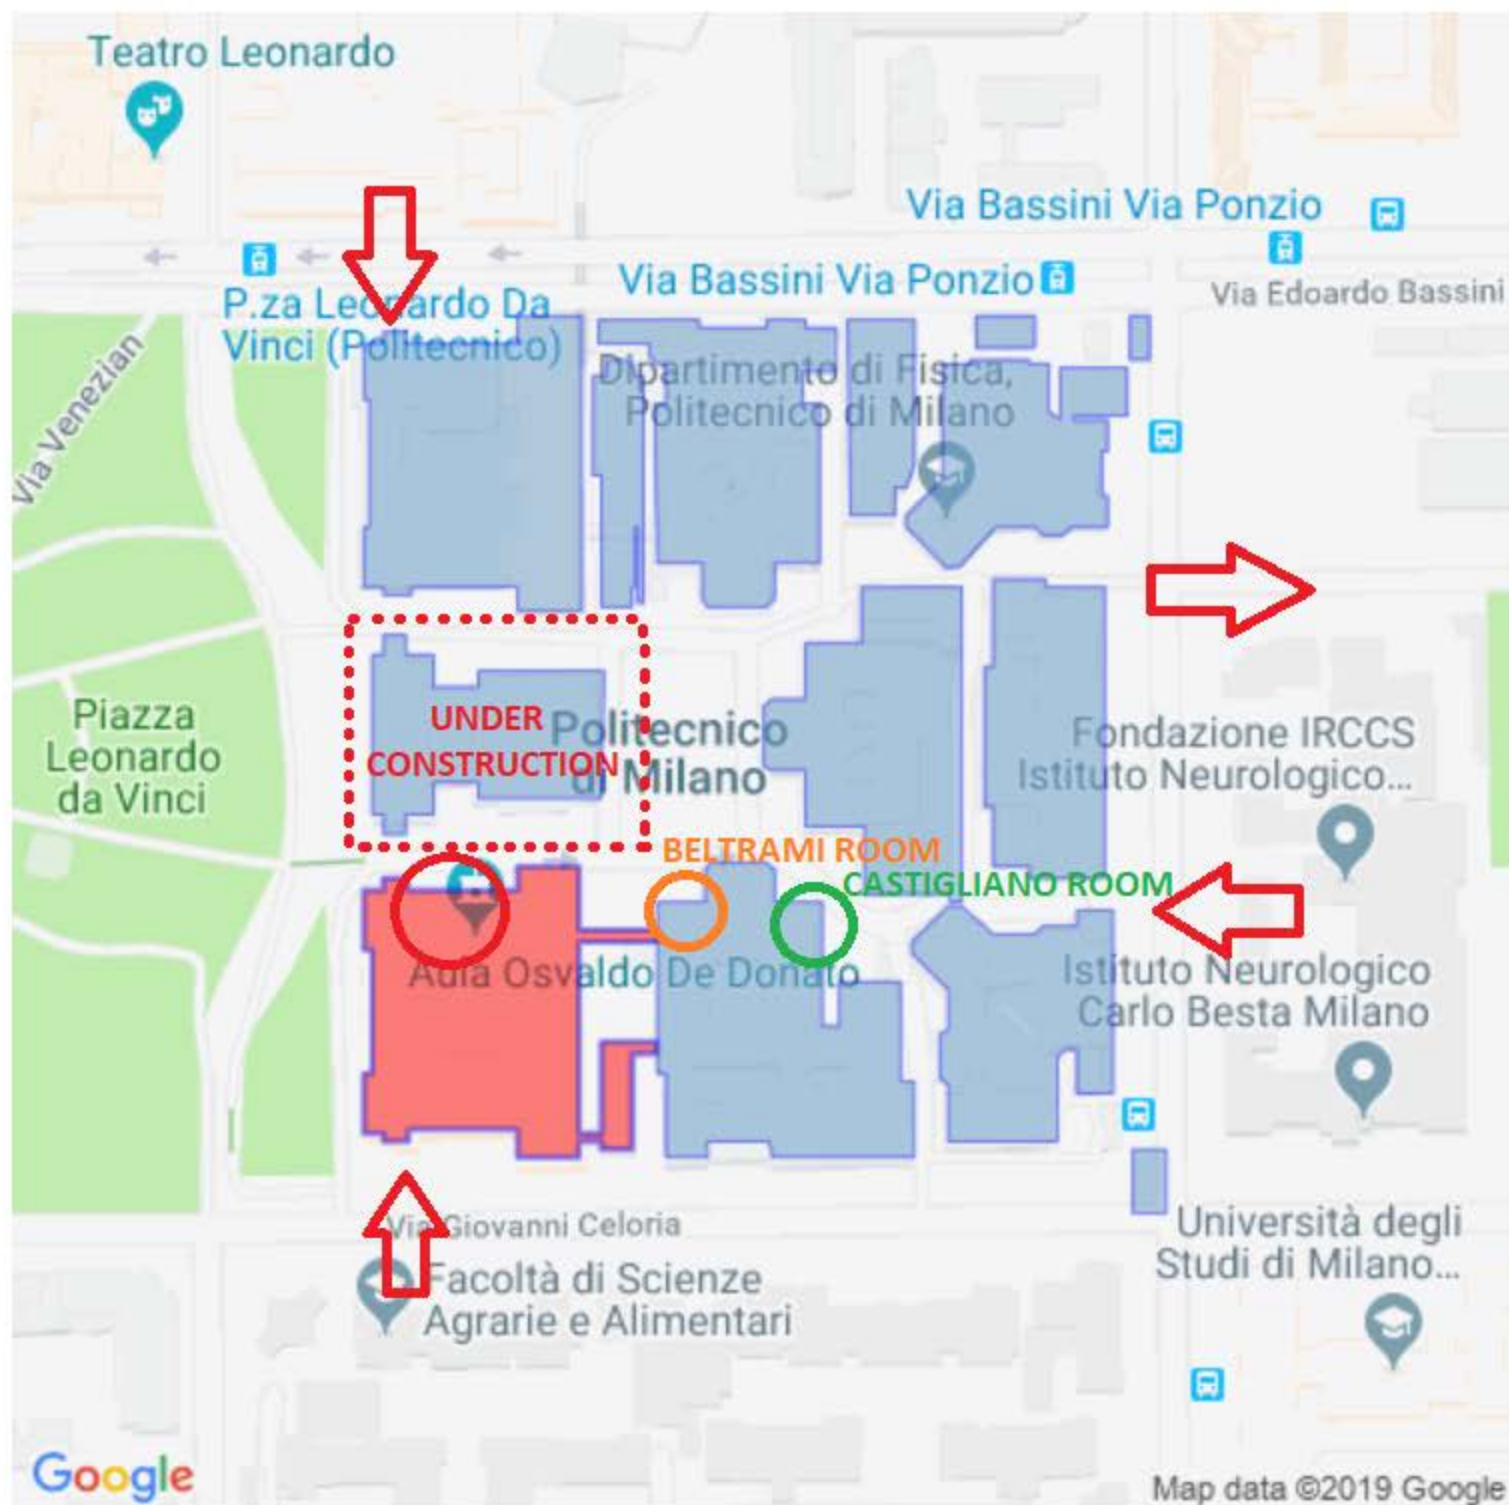 Teatro Leonardo
Via Bassini Via Ponzio
Via Bassini Via Ponzio
Via Edoardo Bassini
P.za Leonardo Da
Vinci (Politecnico)
Via Venezian
Dipartimento di Fisica,
Politecnico di Milano
Piazza
Leonardo
da Vinci
UNDER
CONSTRUCTION
Politecnico
di Milano
Fondazione IRCCS
Istituto Neurologico...
BELTRAMI ROOM
CASTIGLIANO ROOM
Aula Osvaldo De Donato
Istituto Neurologico
Carlo Besta Milano
Via Giovanni Celoria
Facoltà di Scienze
Agrarie e Alimentari
Università degli
Studi di Milano...
Google
Map data ©2019 Google